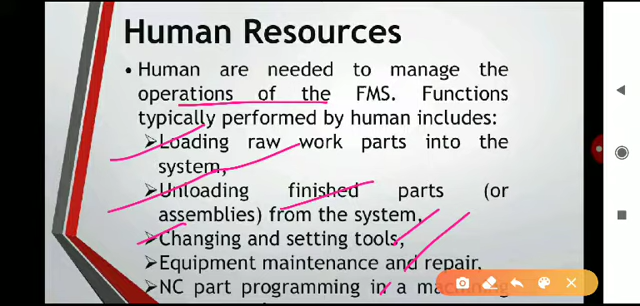 Human Resources
• Human are needed to manage the
operations of the FMS. Functions
typically performed by human includes:
➢Loading raw work parts into the
system,
➢Unloading finished parts (or
assemblies) from the system,
➢Changing and setting tools,
➢Equipment maintenance and repair,
➢NC part programming in a machining